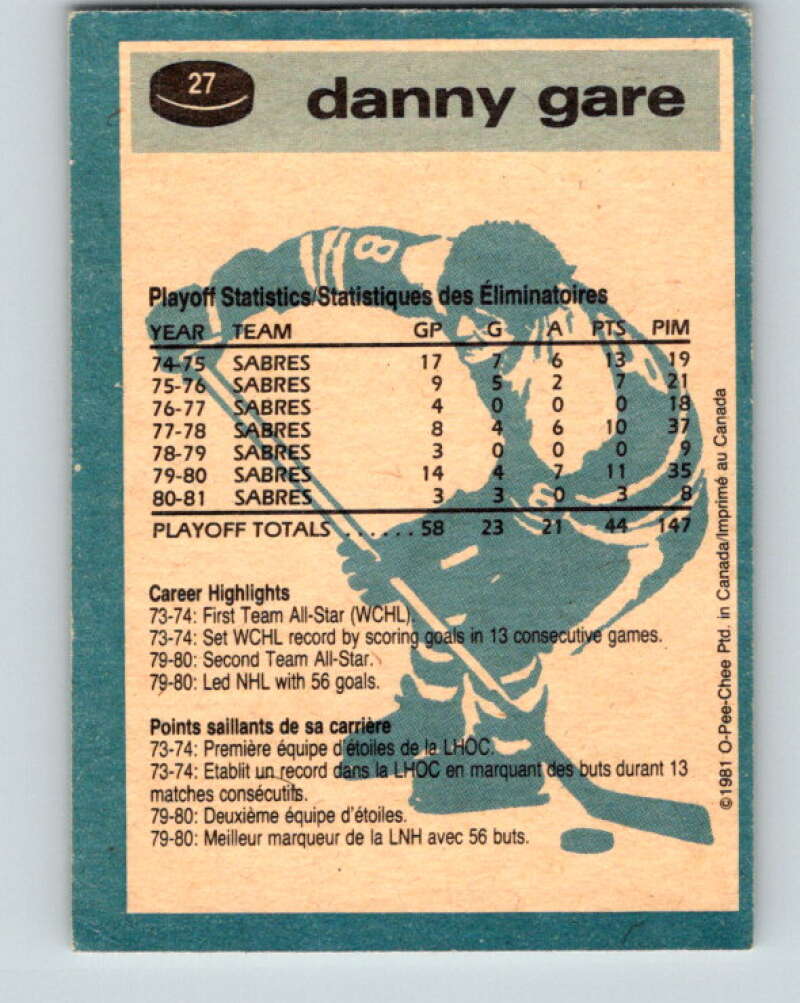 27
danny gare
Playoff Statistics/Statistiques des Éliminatoires
YEAR TEAM GP G A PTS PIM
74-75 SABRES 17 7 6 13 19
75-76 SABRES 9 5 2 7 21
76-77 SABRES 4 0 0 0 18
77-78 SABRES 8 4 6 10 37
78-79 SABRES 3 0 0 0 9
79-80 SABRES 14 4 7 11 35
80-81 SABRES 3 3 0 3 8
PLAYOFF TOTALS ...... 58 23 21 44 147
Career Highlights
73-74: First Team All-Star (WCHL).
73-74: Set WCHL record by scoring goals in 13 consecutive games.
79-80: Second Team All-Star.
79-80: Led NHL with 56 goals.
Points saillants de sa carrière
73-74: Première équipe d'étoiles de la LHOC.
73-74: Etablit un record dans la LHOC en marquant des buts durant 13
matches consécutifs.
79-80: Deuxième équipe d'étoiles.
79-80: Meilleur marqueur de la LNH avec 56 buts.
©1981 O-Pee-Chee Ptd. in Canada/Imprimé au Canada
8